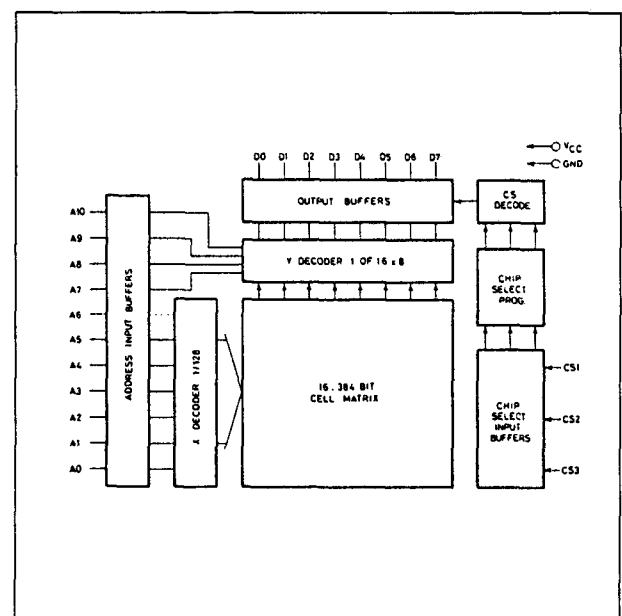 D0 D1 D2 D3 D4 D5 D6 D7
VCC
GND
OUTPUT BUFFERS
CS
DECODE
Y DECODER 1 OF 16 x 8
CHIP
SELECT
PROG.
A10
A9
A8
A7
A6
A5
A4
A3
A2
A1
A0
ADDRESS INPUT BUFFERS
X DECODER 1/128
16.384 BIT
CELL MATRIX
CHIP
SELECT
INPUT
BUFFERS
CS1
CS2
CS3